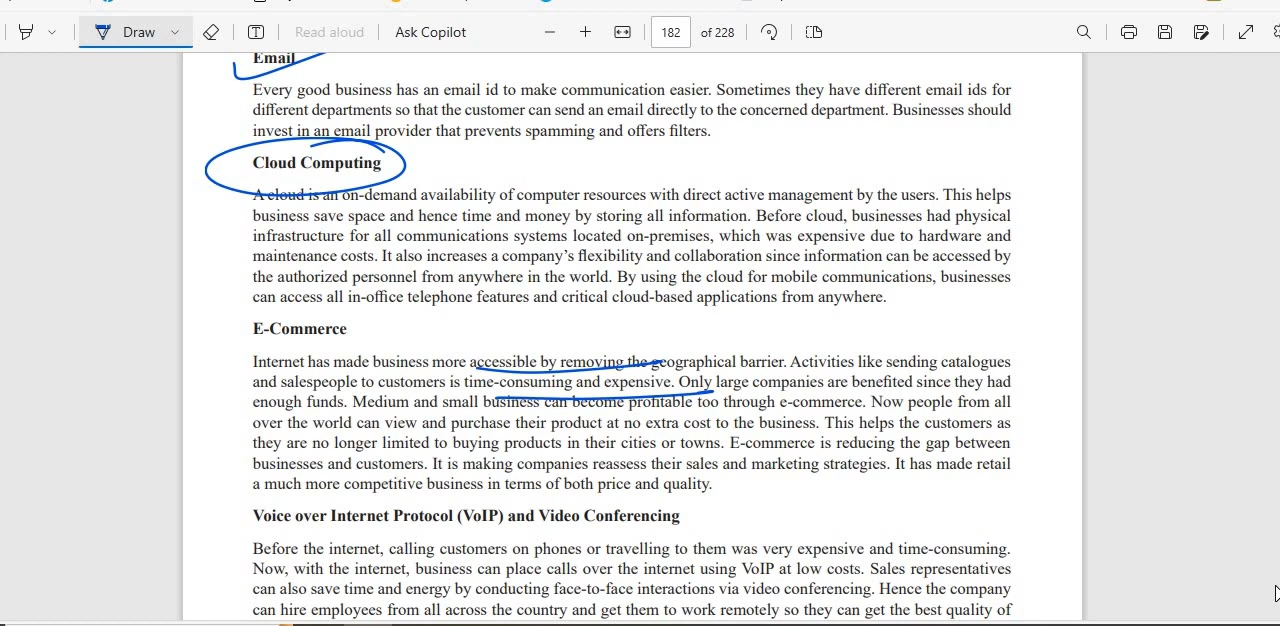 Draw
Read aloud
Ask Copilot
182 of 228
Email
Every good business has an email id to make communication easier. Sometimes they have different email ids for
different departments so that the customer can send an email directly to the concerned department. Businesses should
invest in an email provider that prevents spamming and offers filters.
Cloud Computing
A cloud is an on-demand availability of computer resources with direct active management by the users. This helps
business save space and hence time and money by storing all information. Before cloud, businesses had physical
infrastructure for all communications systems located on-premises, which was expensive due to hardware and
maintenance costs. It also increases a company's flexibility and collaboration since information can be accessed by
the authorized personnel from anywhere in the world. By using the cloud for mobile communications, businesses
can access all in-office telephone features and critical cloud-based applications from anywhere.
E-Commerce
Internet has made business more accessible by removing the geographical barrier. Activities like sending catalogues
and salespeople to customers is time-consuming and expensive. Only large companies are benefited since they had
enough funds. Medium and small business can become profitable too through e-commerce. Now people from all
over the world can view and purchase their product at no extra cost to the business. This helps the customers as
they are no longer limited to buying products in their cities or towns. E-commerce is reducing the gap between
businesses and customers. It is making companies reassess their sales and marketing strategies. It has made retail
a much more competitive business in terms of both price and quality.
Voice over Internet Protocol (VoIP) and Video Conferencing
Before the internet, calling customers on phones or travelling to them was very expensive and time-consuming.
Now, with the internet, business can place calls over the internet using VoIP at low costs. Sales representatives
can also save time and energy by conducting face-to-face interactions via video conferencing. Hence the company
can hire employees from all across the country and get them to work remotely so they can get the best quality of